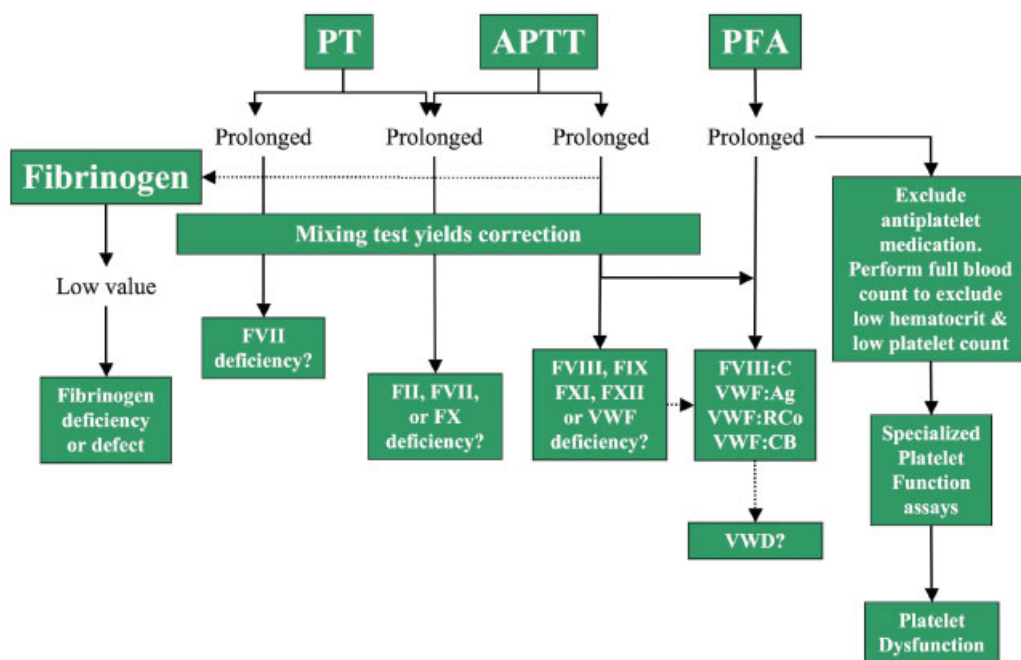 PT
APTT
PFA
Prolonged
Prolonged
Prolonged
Prolonged
Fibrinogen
Mixing test yields correction
Exclude
antiplatelet
medication.
Perform full blood
count to exclude
low hematocrit &
low platelet count
Low value
FVII
deficiency?
Fibrinogen
deficiency
or defect
FII, FVII,
or FX
deficiency?
FVIII, FIX
FXI, FXII
or VWF
deficiency?
FVIII:C
VWF:Ag
VWF:RCo
VWF:CB
Specialized
Platelet
Function
assays
VWD?
Platelet
Dysfunction